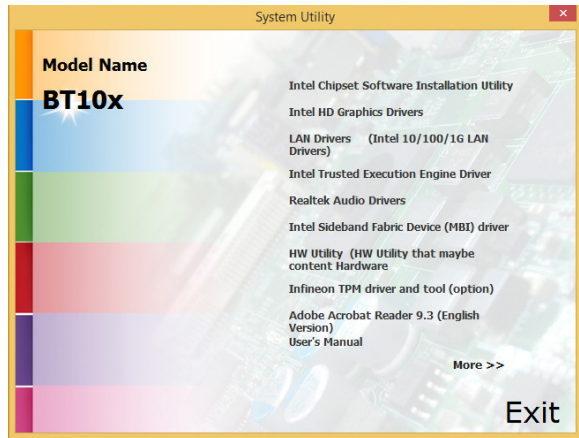 System Utility
Model Name
BT10x
Intel Chipset Software Installation Utility
Intel HD Graphics Drivers
LAN Drivers (Intel 10/100/1G LAN
Drivers)
Intel Trusted Execution Engine Driver
Realtek Audio Drivers
Intel Sideband Fabric Device (MBI) driver
HW Utility (HW Utility that maybe
content Hardware
Infineon TPM driver and tool (option)
Adobe Acrobat Reader 9.3 (English
Version)
User's Manual
More >>
Exit